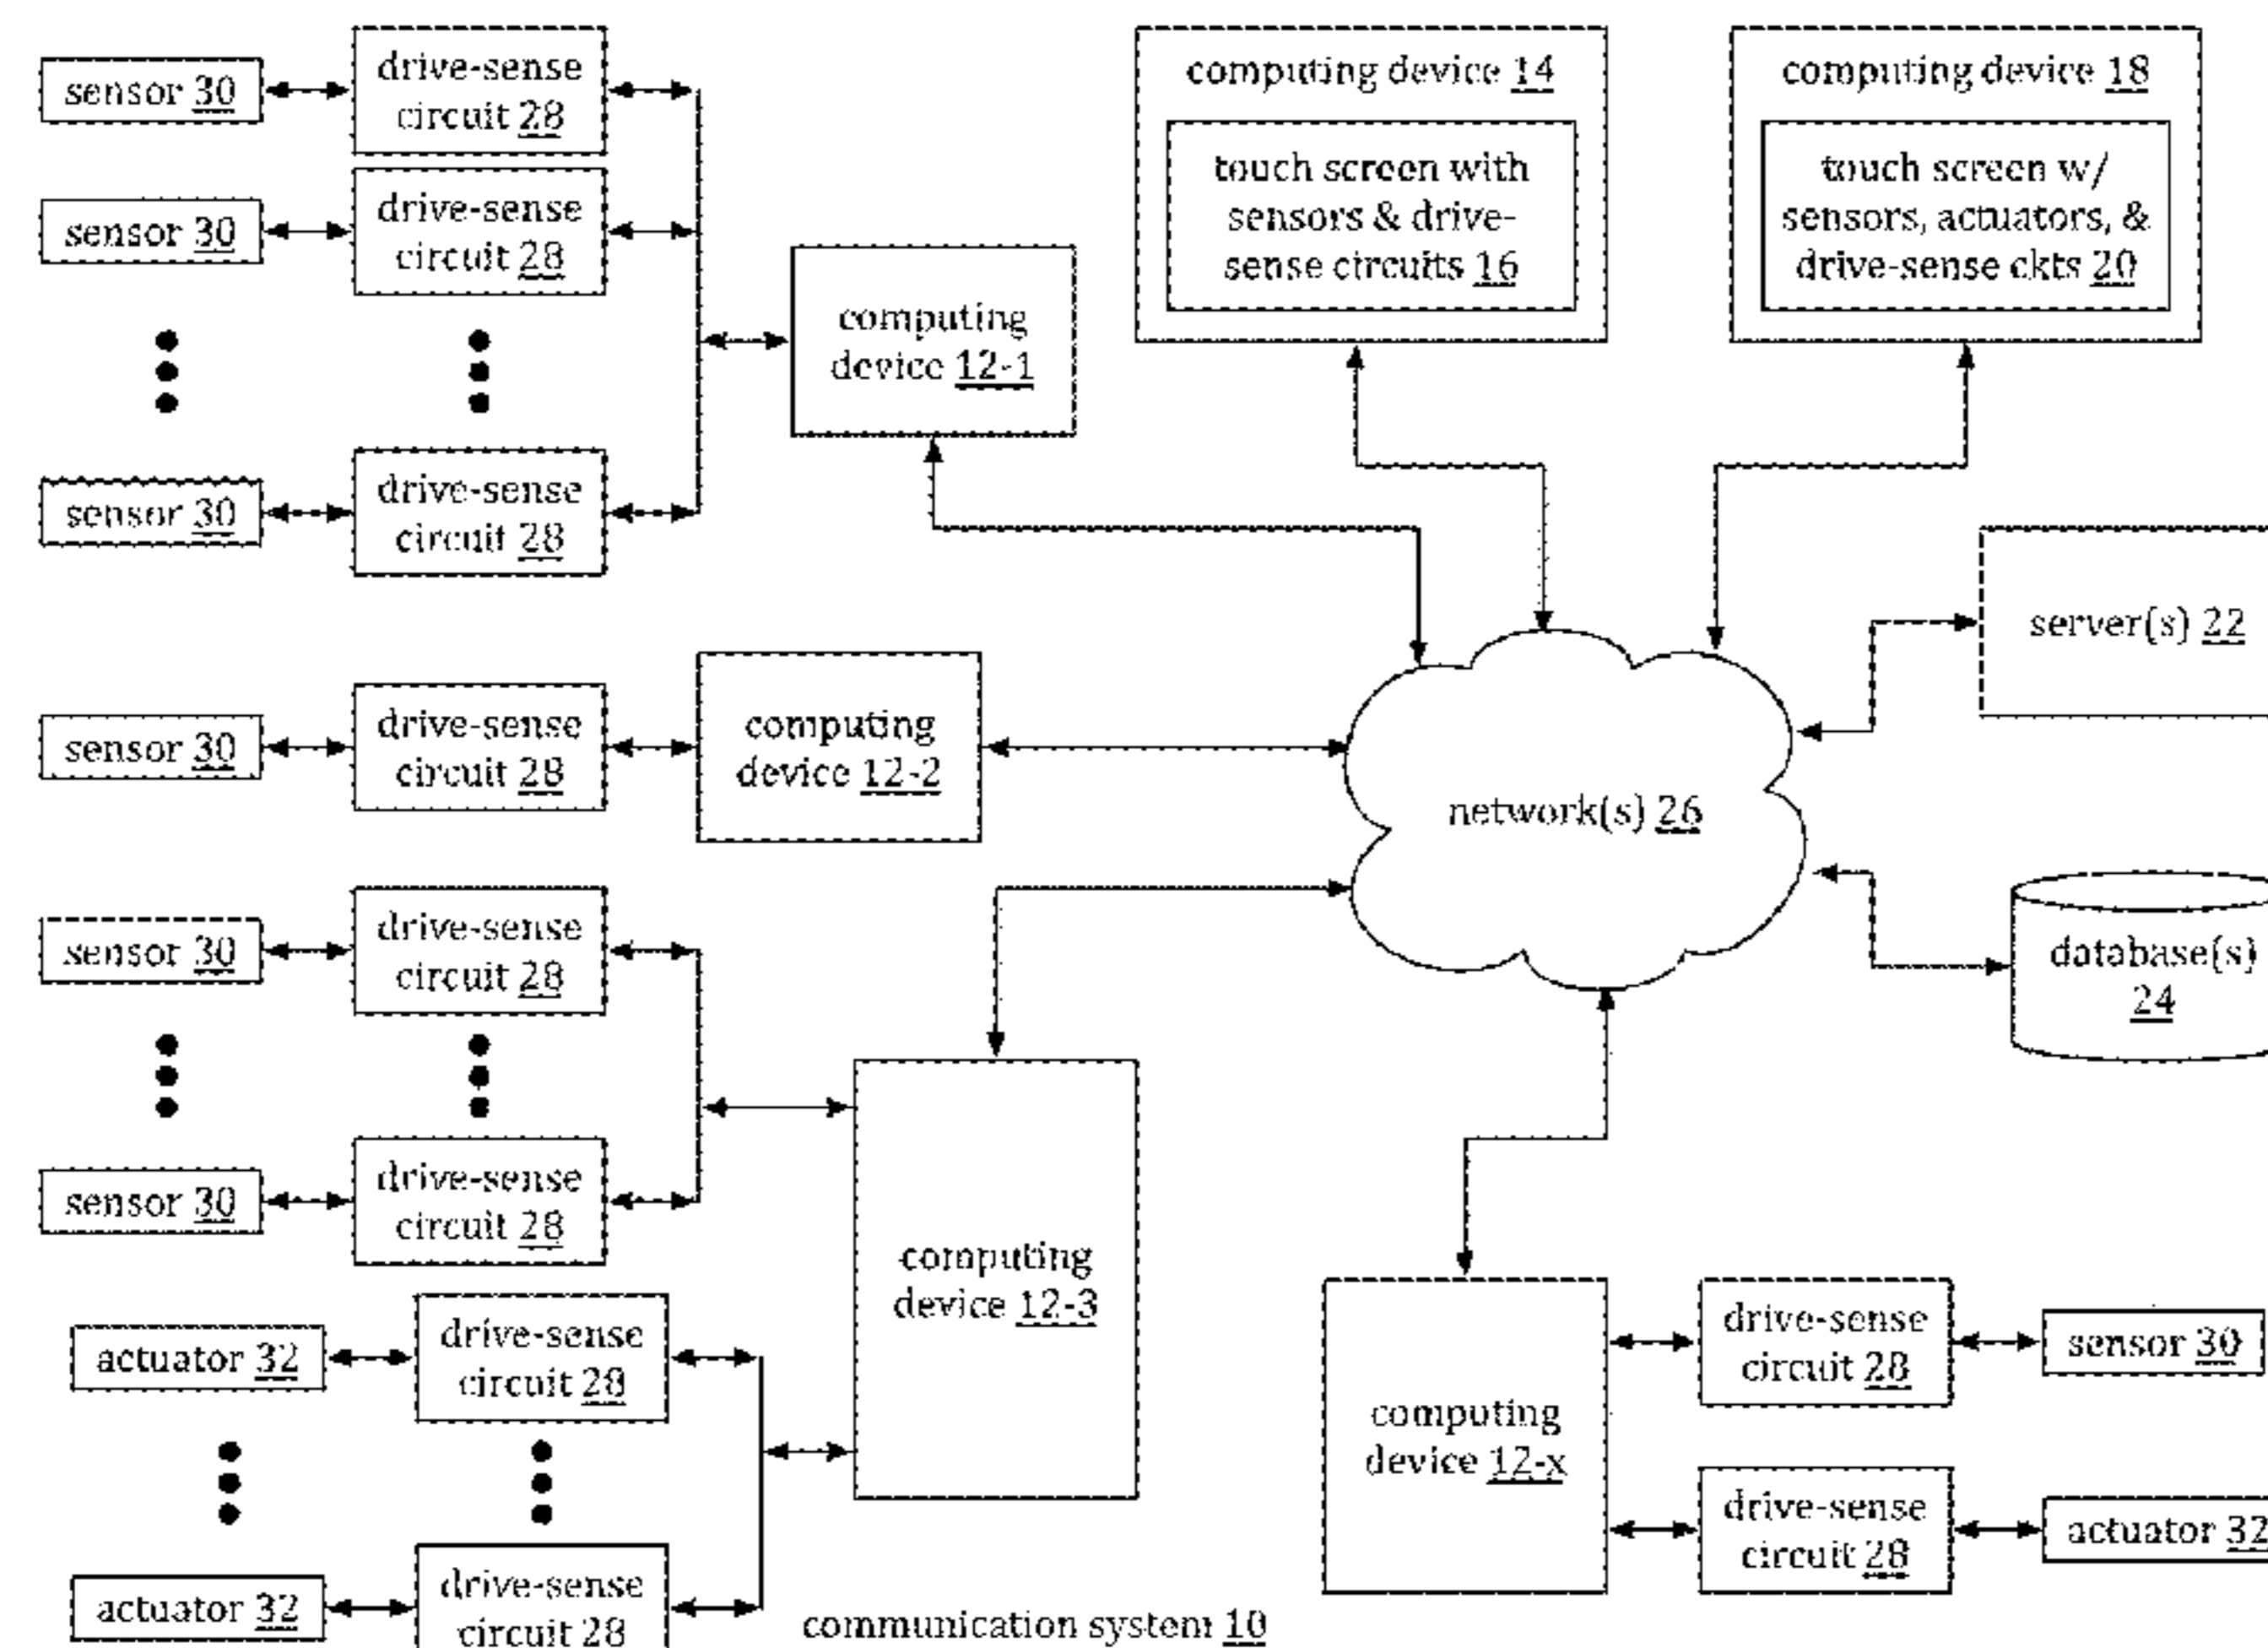 sensor 30
drive-sense
circuit 28
sensor 30
drive-sense
circuit 28
sensor 30
drive-sense
circuit 28
computing
device 12-1
computing device 14
touch screen with
sensors & drive-
sense circuits 16
computing device 18
touch screen w/
sensors, actuators, &
drive-sense ckts 20
server(s) 22
sensor 30
drive-sense
circuit 28
computing
device 12-2
network(s) 26
database(s)
24
sensor 30
drive-sense
circuit 28
sensor 30
drive-sense
circuit 28
computing
device 12-3
actuator 32
drive-sense
circuit 28
actuator 32
drive-sense
circuit 28
computing
device 12-x
drive-sense
circuit 28
sensor 30
drive-sense
circuit 28
actuator 32
communication system 10